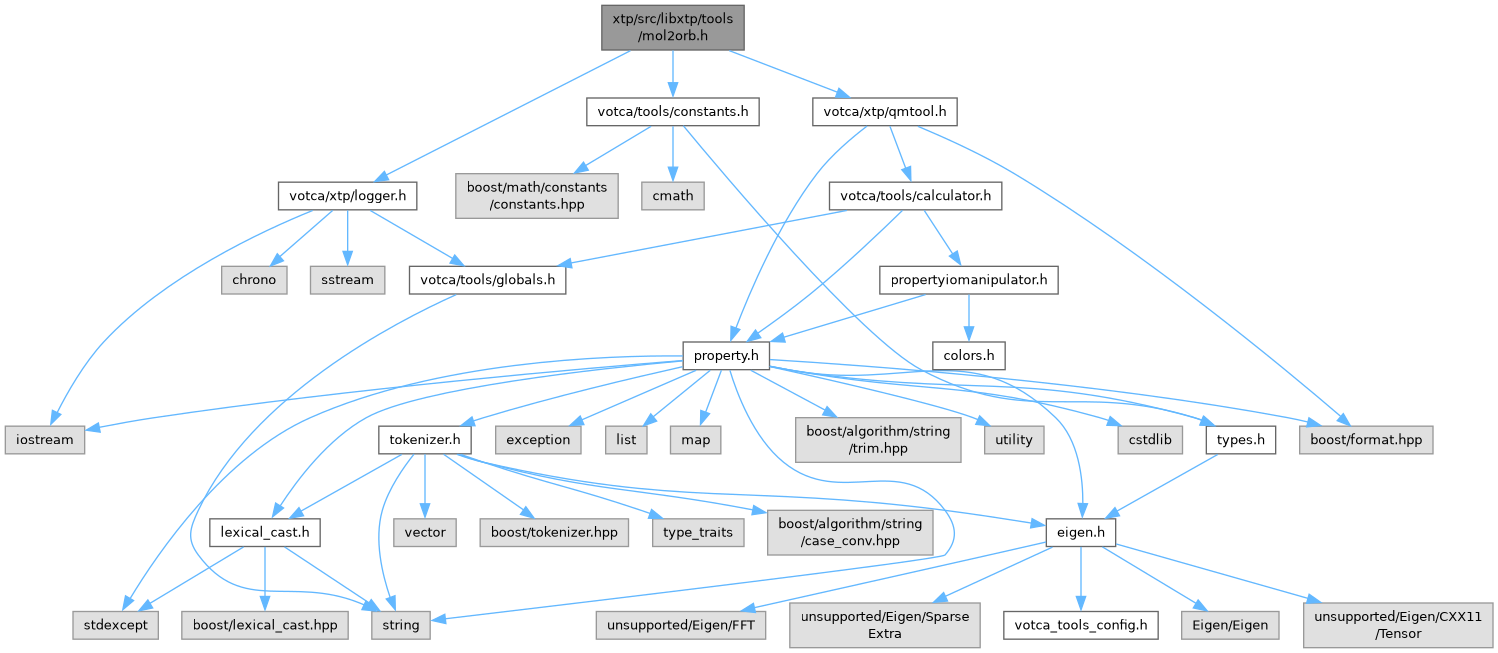 xtp/src/libxtp/tools
/mol2orb.h
votca/tools/constants.h
votca/xtp/qmtool.h
votca/xtp/logger.h
boost/math/constants
/constants.hpp
cmath
votca/tools/calculator.h
chrono
sstream
votca/tools/globals.h
propertyiomanipulator.h
property.h
colors.h
iostream
tokenizer.h
exception
list
map
boost/algorithm/string
/trim.hpp
utility
cstdlib
types.h
boost/format.hpp
lexical_cast.h
vector
boost/tokenizer.hpp
type_traits
boost/algorithm/string
/case_conv.hpp
eigen.h
stdexcept
boost/lexical_cast.hpp
string
unsupported/Eigen/FFT
unsupported/Eigen/Sparse
Extra
votca_tools_config.h
Eigen/Eigen
unsupported/Eigen/CXX11
/Tensor